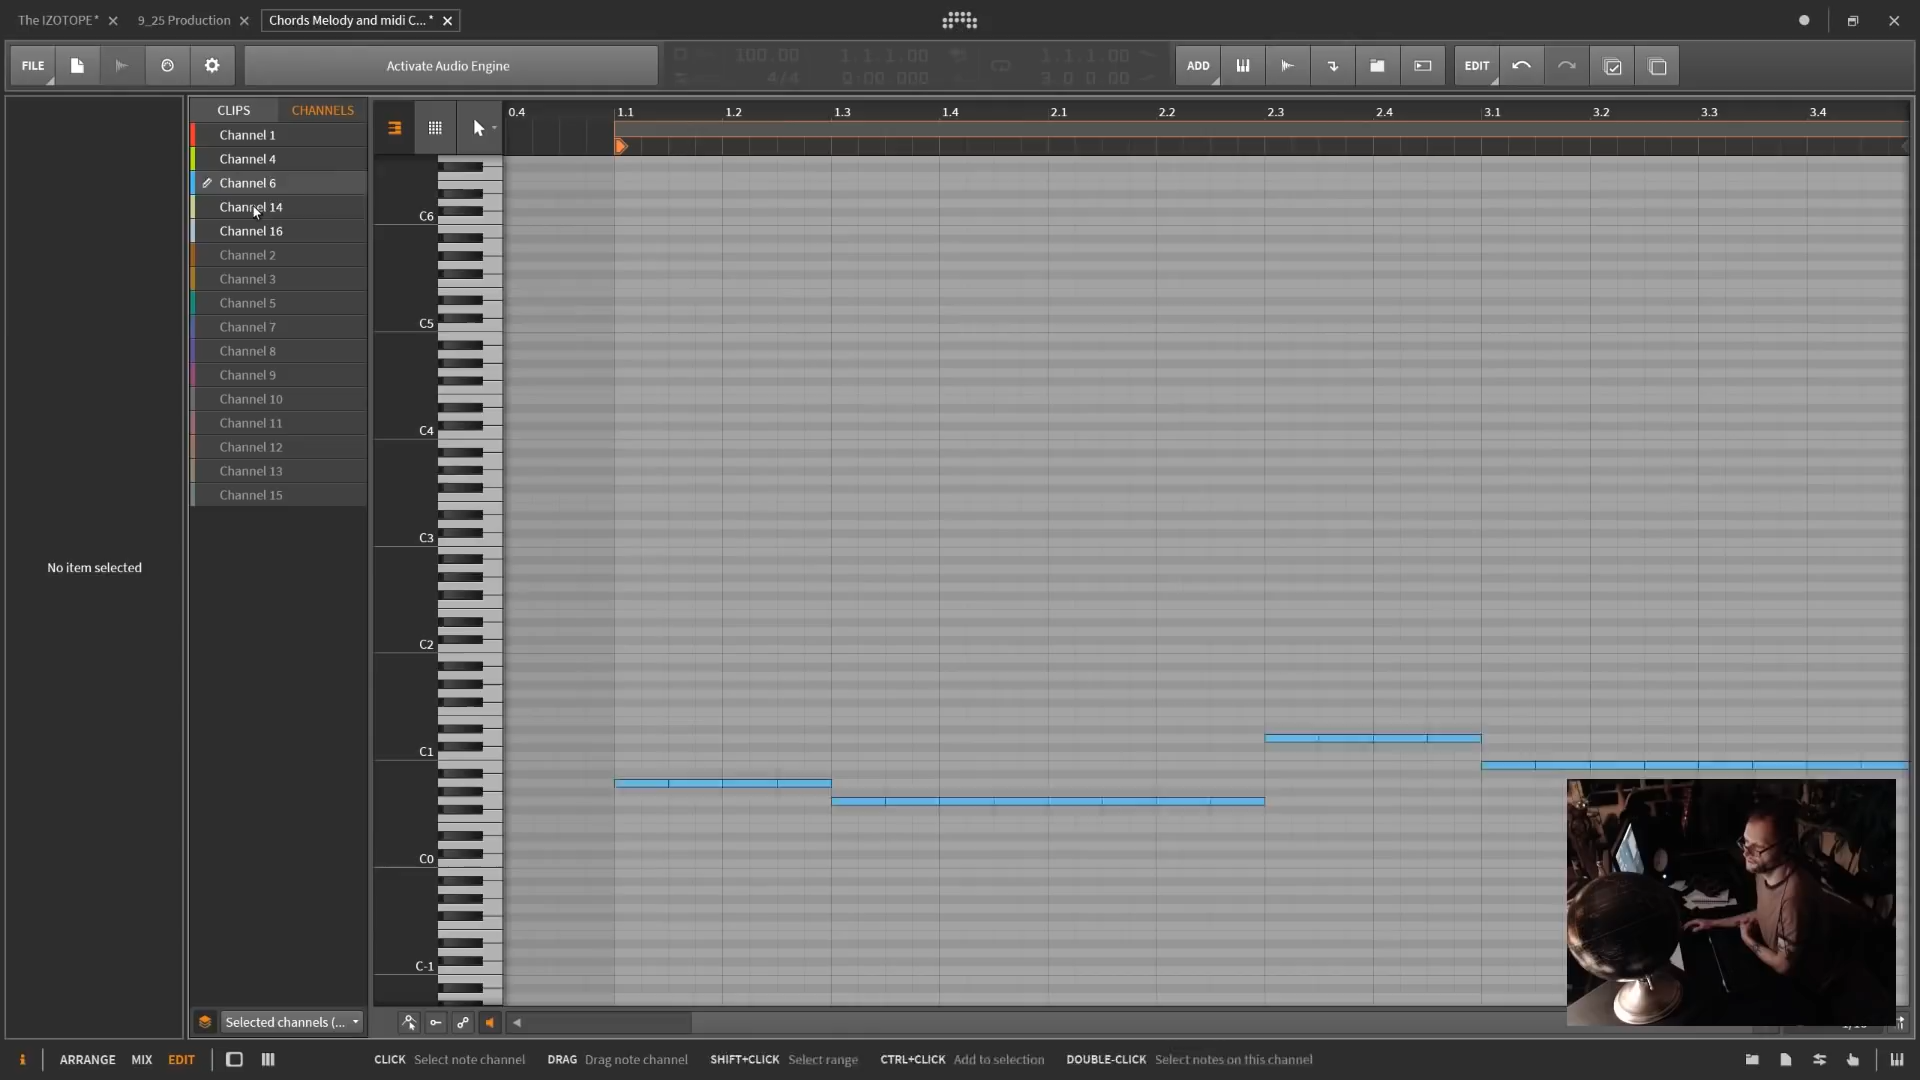 The IZOTOPE*
9_25 Production
Chords Melody and midi C... *
FILE
Activate Audio Engine
100.00
4/4
1.1.1.00
0:00.000
1.1.1.00
3.0.0.00
ADD
EDIT
CLIPS
CHANNELS
Channel 1
Channel 4
Channel 6
Channel 14
Channel 16
Channel 2
Channel 3
Channel 5
Channel 7
Channel 8
Channel 9
Channel 10
Channel 11
Channel 12
Channel 13
Channel 15
No item selected
Selected channels (...
0.4
1.1
1.2
1.3
1.4
2.1
2.2
2.3
2.4
3.1
3.2
3.3
3.4
C6
C5
C4
C3
C2
C1
C0
C-1
ARRANGE
MIX
EDIT
CLICK Select note channel
DRAG Drag note channel
SHIFT+CLICK Select range
CTRL+CLICK Add to selection
DOUBLE-CLICK Select notes on this channel